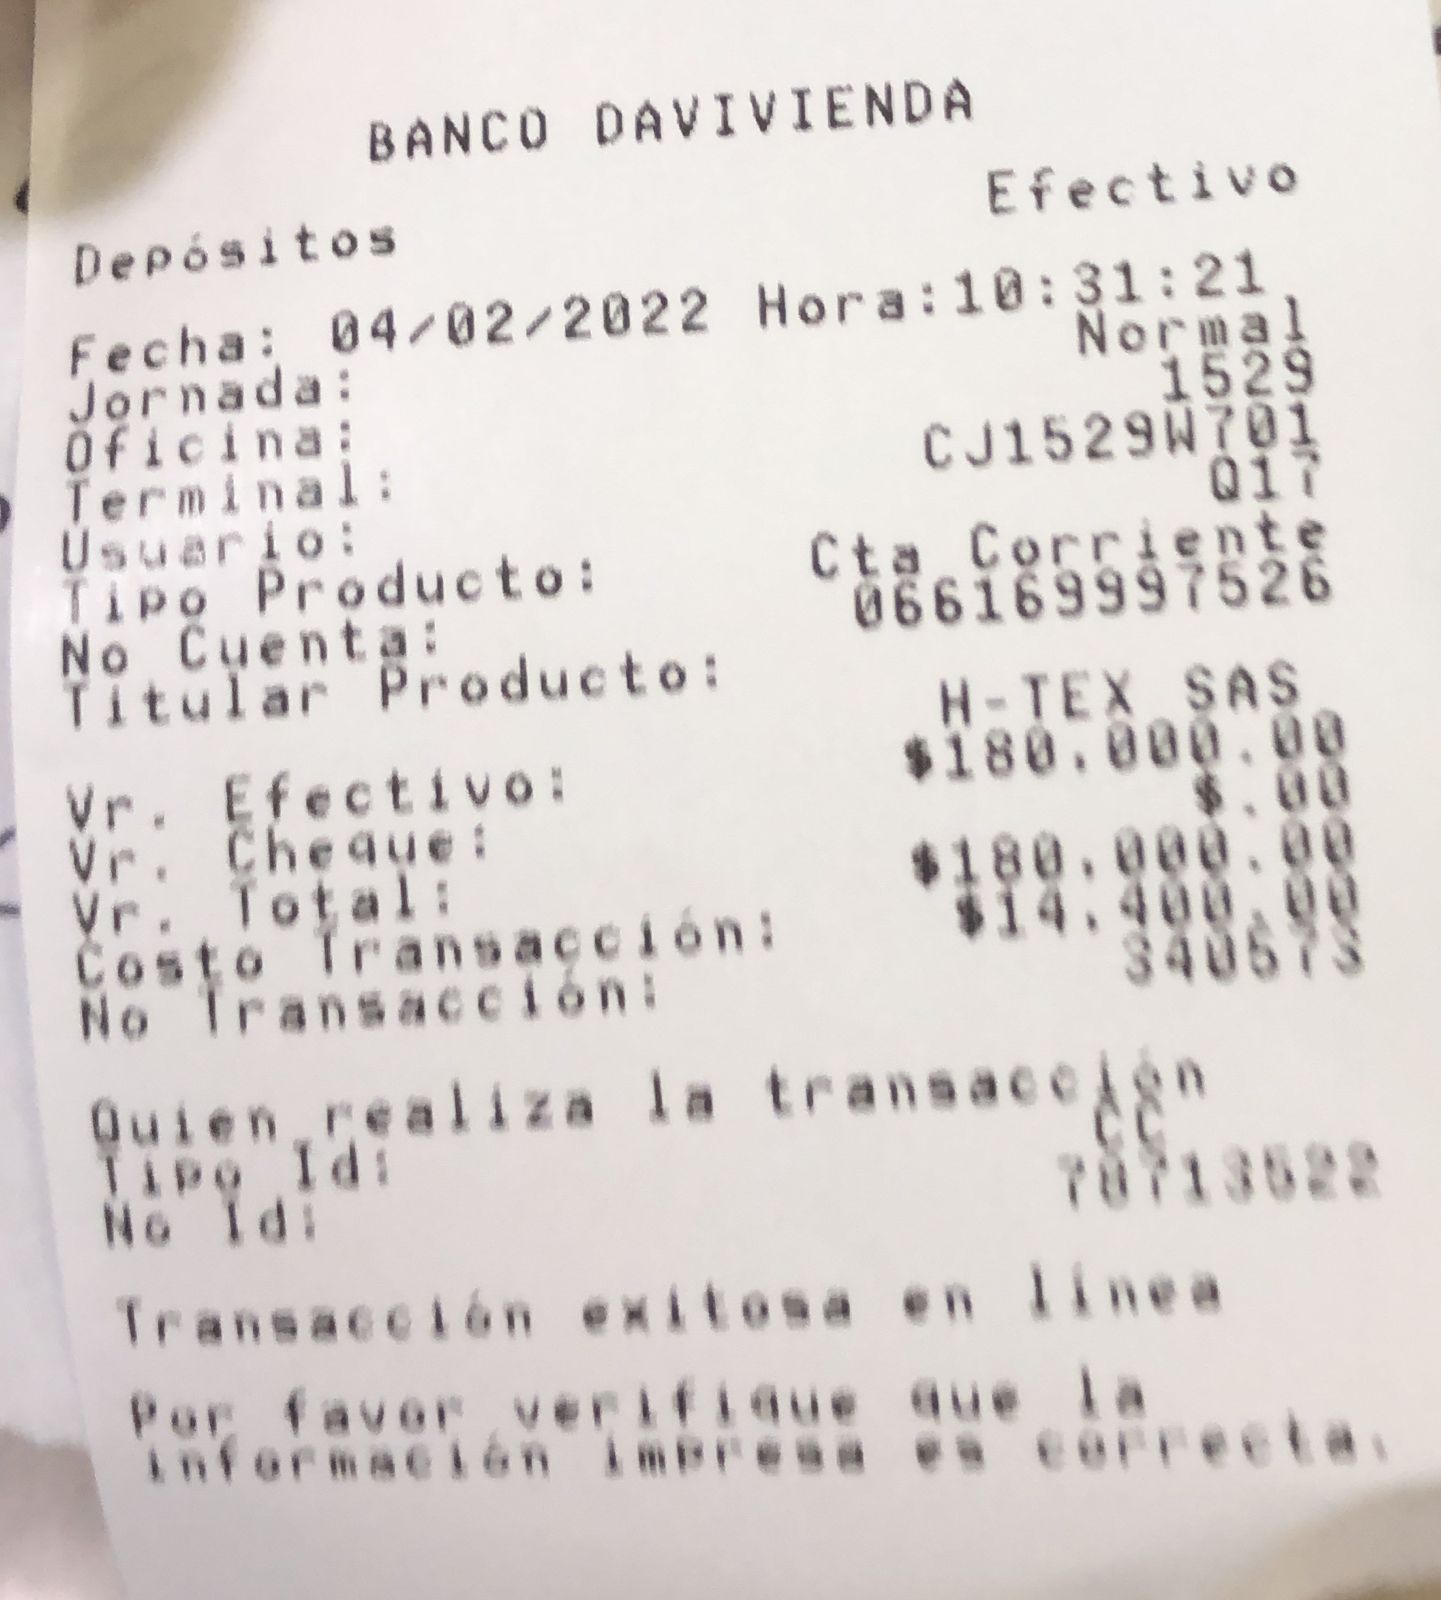 BANCO DAVIVIENDA
Depósitos Efectivo
Fecha: 04/02/2022 Hora:10:31:21
Jornada: Normal
Oficina: 1529
Terminal: CJ1529W701
Usuario: Q17
Tipo Producto: Cta Corriente
No Cuenta: 066169997526
Titular Producto:
H-TEX SAS
Vr. Efectivo: $180.000.00
Vr. Cheque: $.00
Vr. Total: $180.000.00
Costo Transacción: $14.400.00
No Transacción: 340573
Quien realiza la transacción
Tipo Id: CC
No Id:
Transacción exitosa en línea
Por favor verifique que la
información impresa es correcta.